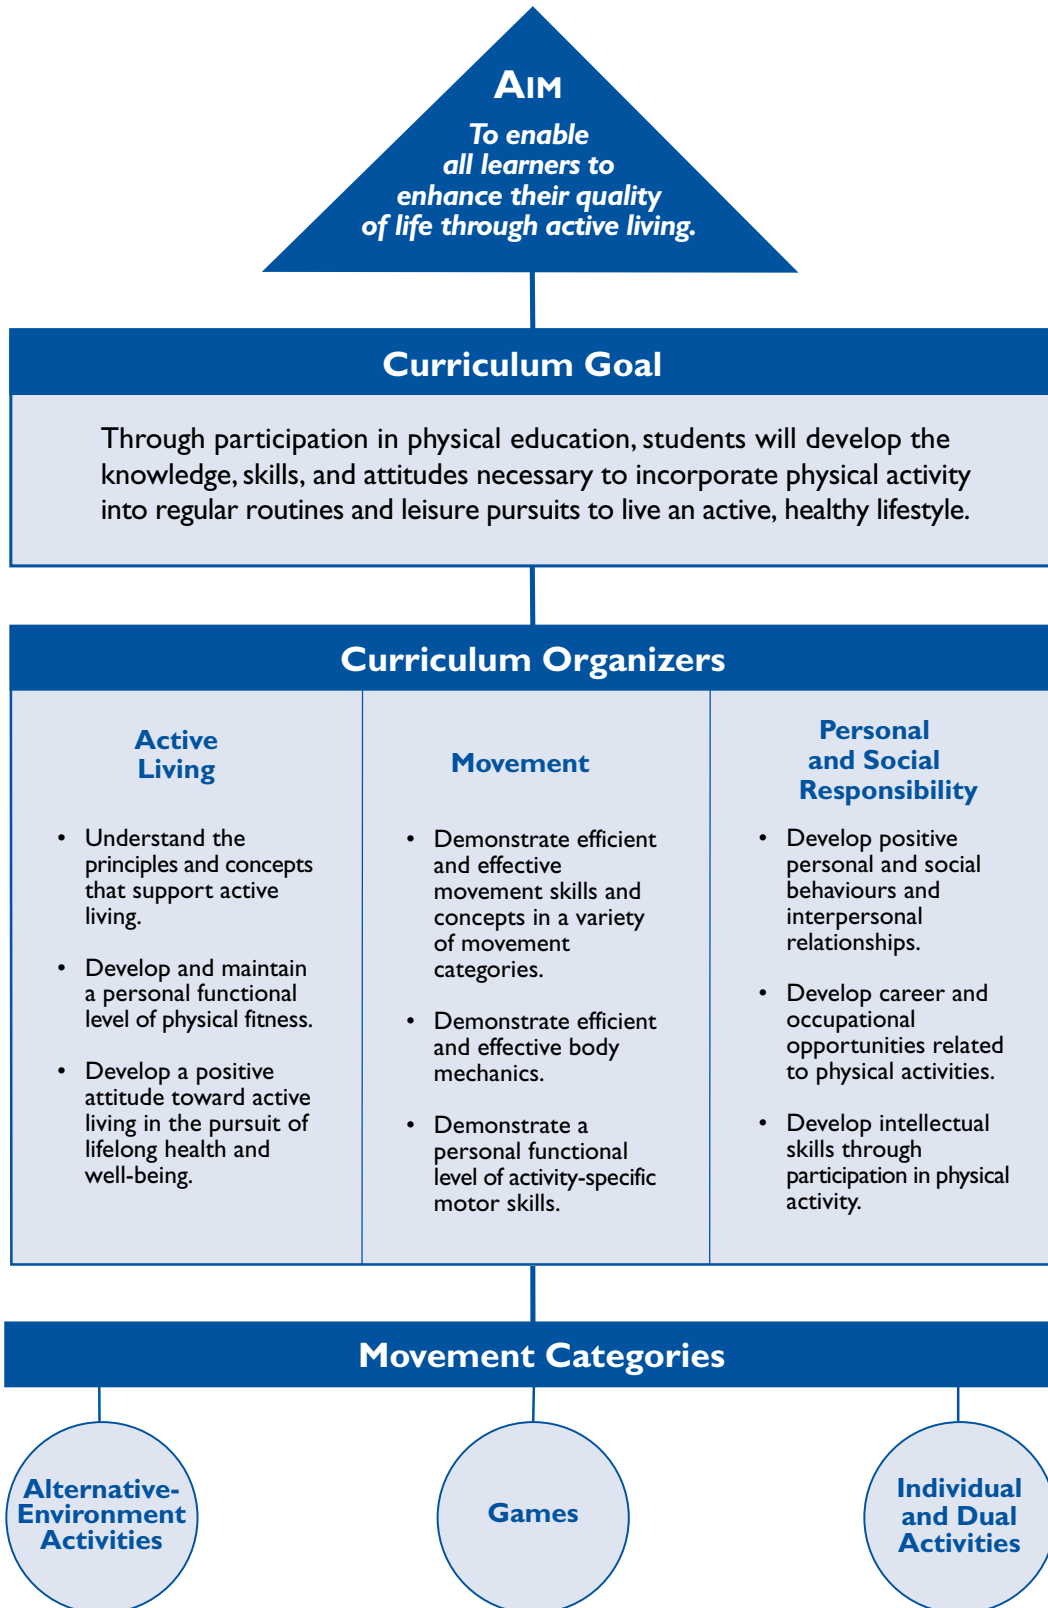 AIM
To enable
all learners to
enhance their quality
of life through active living.
Curriculum Goal
Through participation in physical education, students will develop the
knowledge, skills, and attitudes necessary to incorporate physical activity
into regular routines and leisure pursuits to live an active, healthy lifestyle.
Curriculum Organizers
Active
Living
• Understand the
principles and concepts
that support active
living.
• Develop and maintain
a personal functional
level of physical fitness.
• Develop a positive
attitude toward active
living in the pursuit of
lifelong health and
well-being.
Movement
• Demonstrate efficient
and effective
movement skills and
concepts in a variety
of movement
categories.
• Demonstrate efficient
and effective body
mechanics.
• Demonstrate a
personal functional
level of activity-specific
motor skills.
Personal
and Social
Responsibility
• Develop positive
personal and social
behaviours and
interpersonal
relationships.
• Develop career and
occupational
opportunities related
to physical activities.
• Develop intellectual
skills through
participation in physical
activity.
Movement Categories
Alternative-
Environment
Activities
Games
Individual
and Dual
Activities